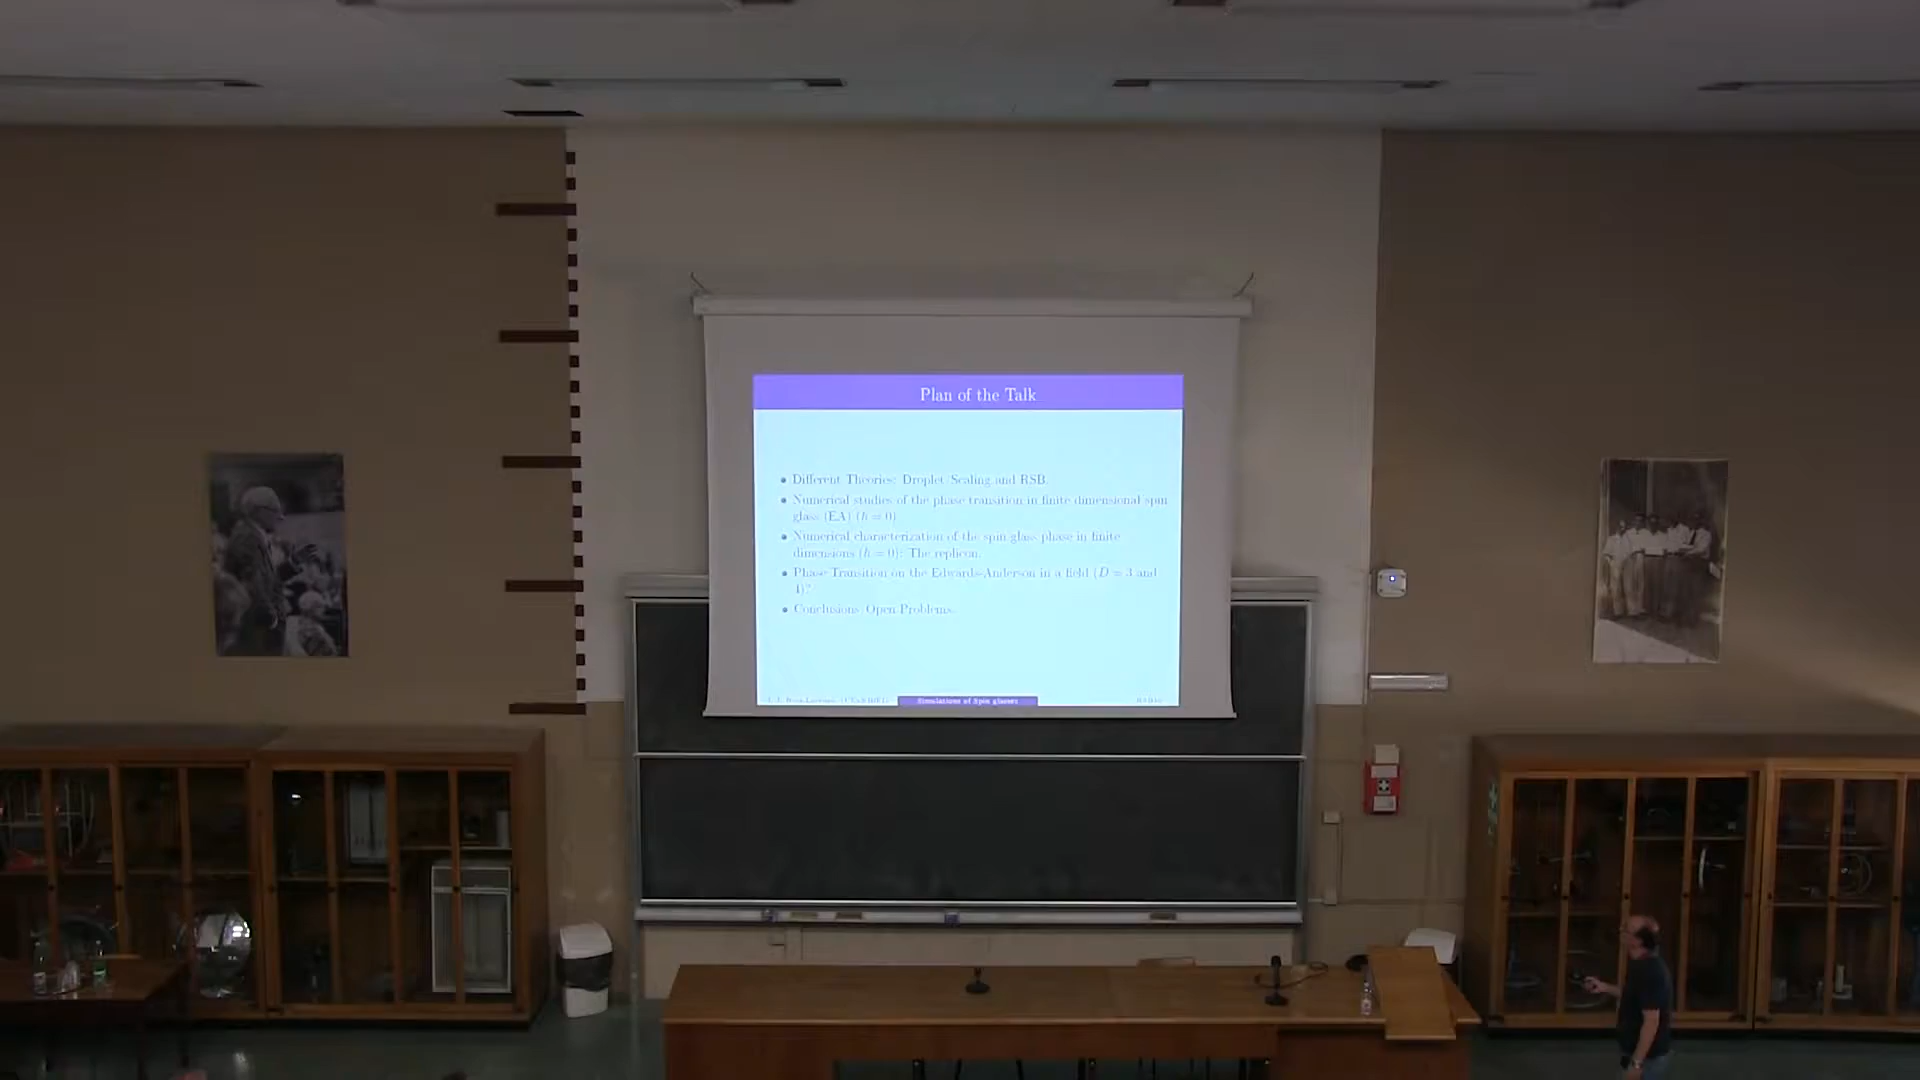 Plan of the Talk
• Different Theories: Droplet, Scaling and RSB.
• Numerical studies of the phase transition in finite dimensional spin
glass (EA) (h = 0)
• Numerical characterization of the spin glass phase in finite
dimensions (h = 0): The replicon.
• Phase Transition on the Edwards-Anderson in a field (D = 3 and
4)?
• Conclusions. Open Problems.
Simulations of Spin glasses